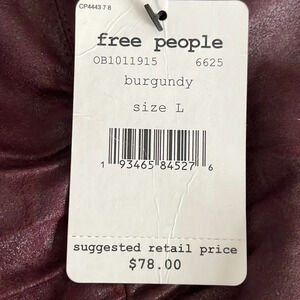 CP4443 7 8
free people
OB1011915 6625
burgundy
size L
1 93465 84527 6
suggested retail price
$78.00